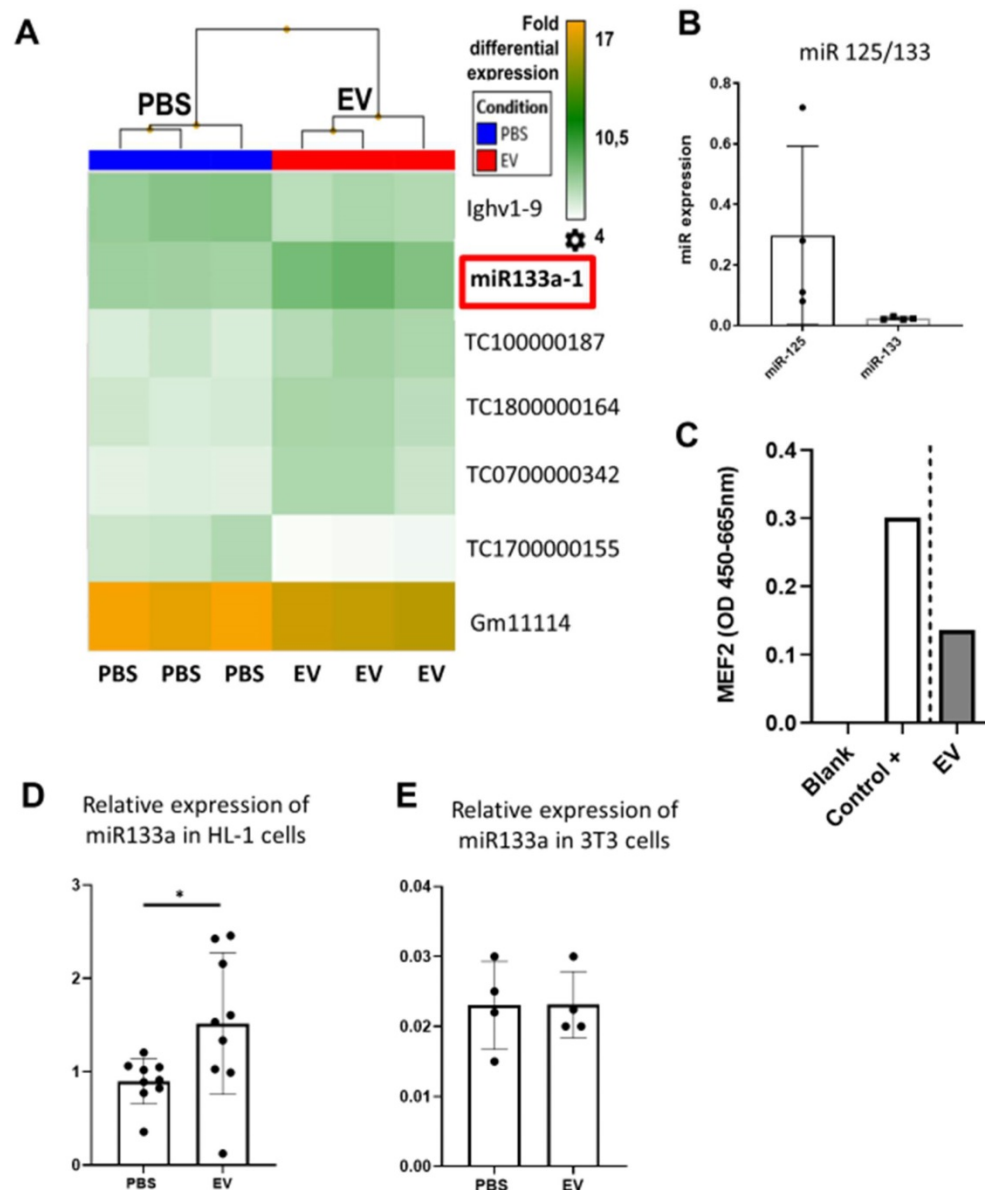 A
PBS
EV
Fold
differential
expression
17
10,5
4
Condition
PBS
EV
Ighv1-9
miR133a-1
TC100000187
TC1800000164
TC0700000342
TC1700000155
Gm11114
PBS PBS PBS EV EV EV
B
miR 125/133
miR expression
0.8
0.6
0.4
0.2
0.0
miR-125
miR-133
C
MEF2 (OD 450-665nm)
0.4
0.3
0.2
0.1
0.0
Blank
Control +
EV
D
Relative expression of
miR133a in HL-1 cells
3
2
1
0
*
PBS EV
E
Relative expression of
miR133a in 3T3 cells
0.04
0.03
0.02
0.01
0.00
PBS EV